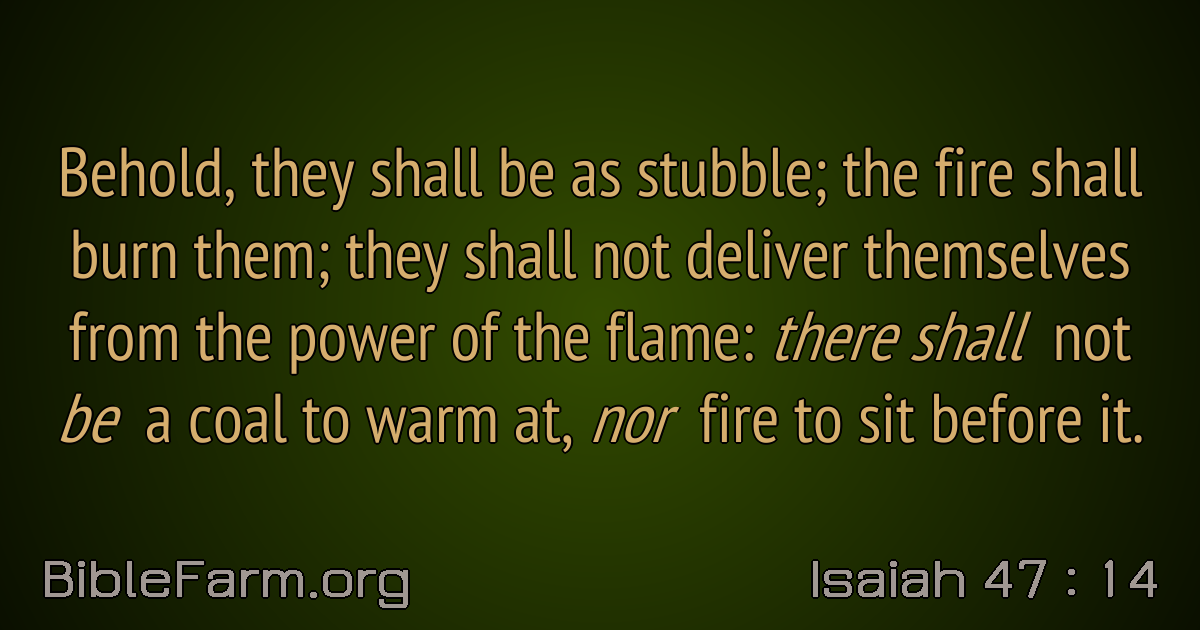 Behold, they shall be as stubble; the fire shall
burn them; they shall not deliver themselves
from the power of the flame: there shall not
be a coal to warm at, nor fire to sit before it.
BibleFarm.org
Isaiah 47 : 14